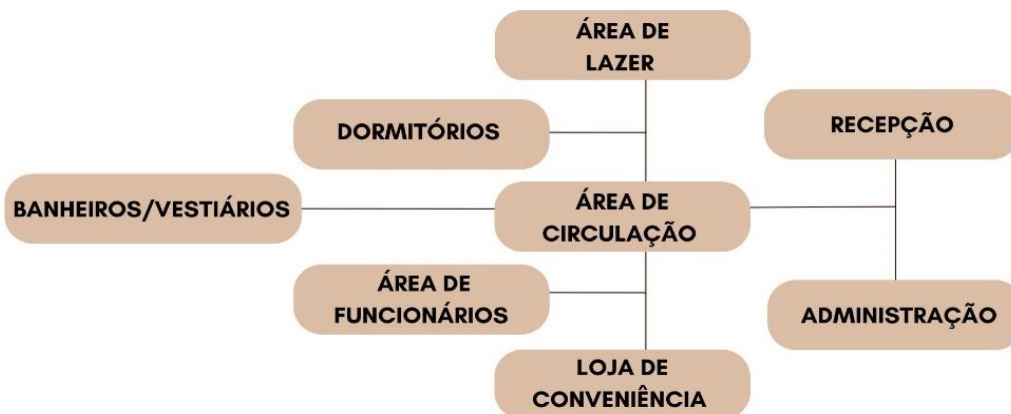 ÁREA DE
LAZER
DORMITÓRIOS
RECEPÇÃO
BANHEIROS/VESTIÁRIOS
ÁREA DE
CIRCULAÇÃO
ÁREA DE
FUNCIONÁRIOS
ADMINISTRAÇÃO
LOJA DE
CONVENIÊNCIA